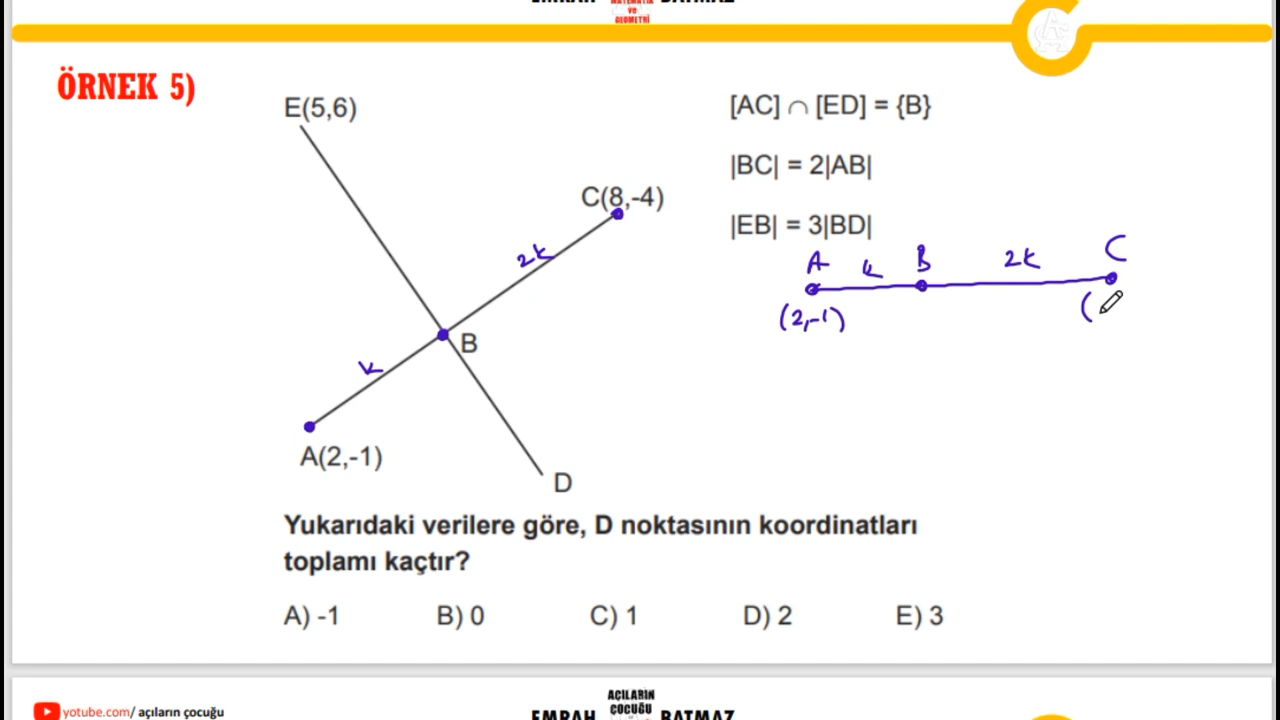 EMRAH MATEMATİK BATMAZ
ve
GEOMETRİ
ÖRNEK 5)
E(5,6)
[AC] ∩ [ED] = {B}
|BC| = 2|AB|
C(8,-4)
|EB| = 3|BD|
2k
A k B 2k C
(2,-1) (
B
k
A(2,-1)
D
Yukarıdaki verilere göre, D noktasının koordinatları
toplamı kaçtır?
A) -1 B) 0 C) 1 D) 2 E) 3
yotube.com/ açıların çocuğu
AÇILARIN
ÇOCUĞU
EMRAH BATMAZ